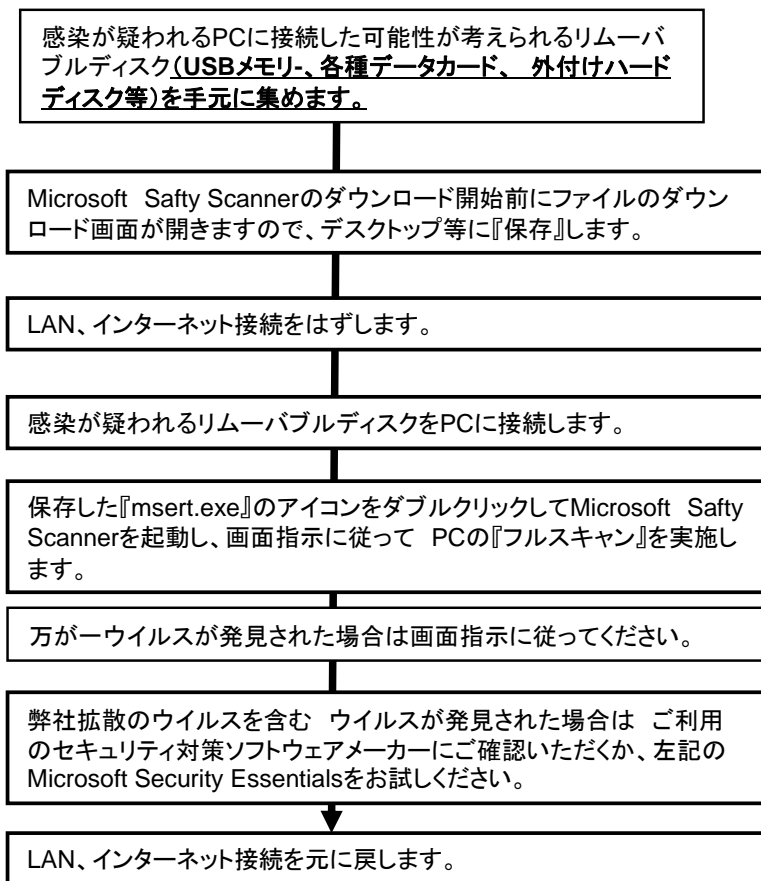 感染が疑われるPCに接続した可能性が考えられるリムーバ
ブルディスク(USBメモリ-、各種データカード、 外付けハード
ディスク等)を手元に集めます。
Microsoft Safty Scannerのダウンロード開始前にファイルのダウン
ロード画面が開きますので、デスクトップ等に『保存』します。
LAN、インターネット接続をはずします。
感染が疑われるリムーバブルディスクをPCに接続します。
保存した『msert.exe』のアイコンをダブルクリックしてMicrosoft Safty
Scannerを起動し、画面指示に従って PCの『フルスキャン』を実施し
ます。
万が一ウイルスが発見された場合は画面指示に従ってください。
弊社拡散のウイルスを含む ウイルスが発見された場合は ご利用
のセキュリティ対策ソフトウェアメーカーにご確認いただくか、左記の
Microsoft Security Essentialsをお試しください。
LAN、インターネット接続を元に戻します。